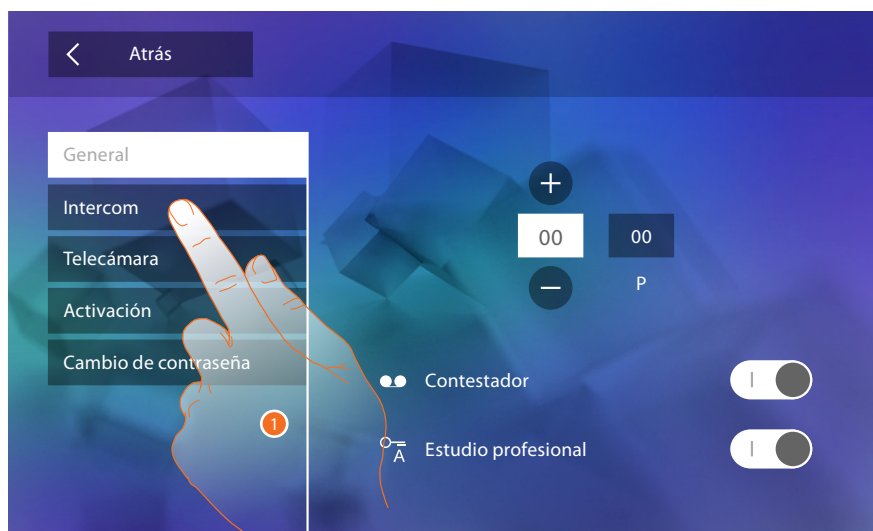 Atrás
General
Intercom
Telecámara
Activación
Cambio de contraseña
1
00 00
P
Contestador
A Estudio profesional